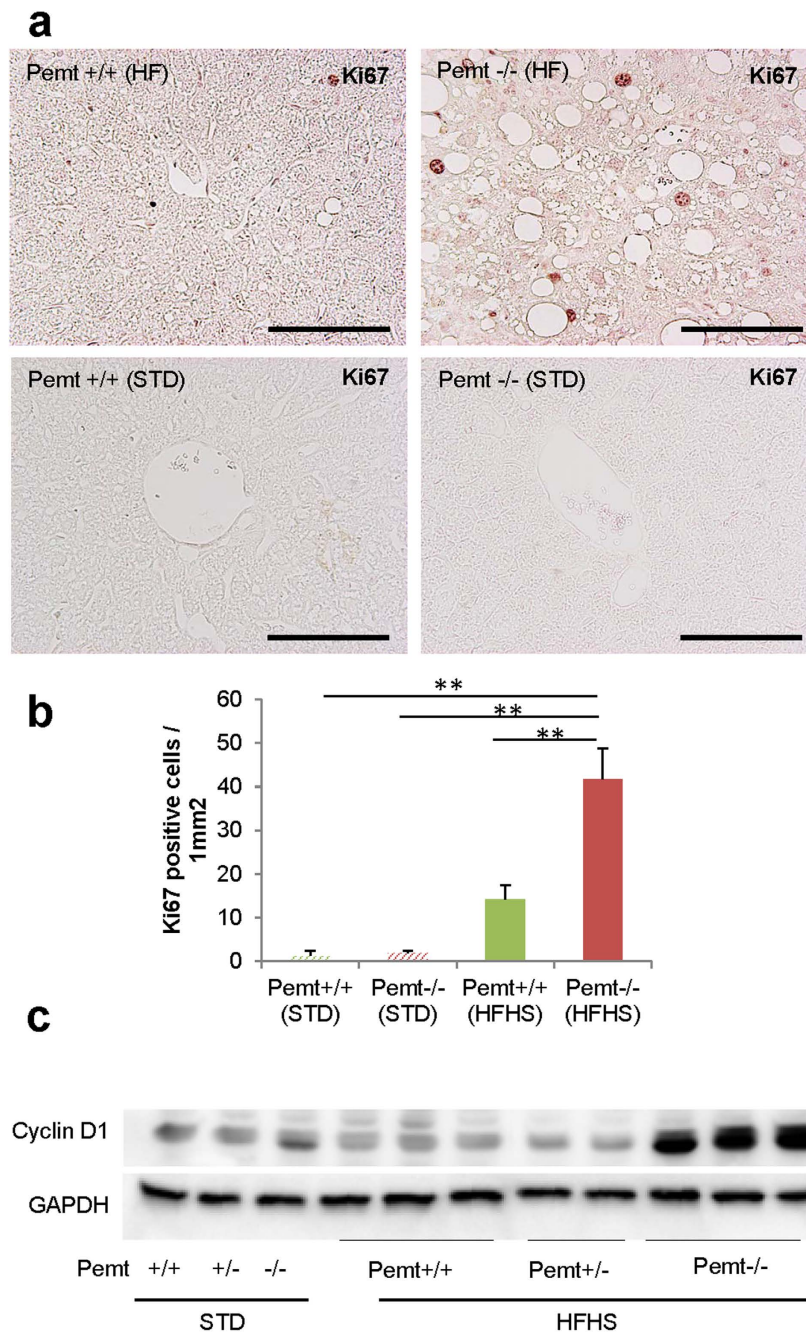 a
Pemt +/+ (HF) Ki67
Pemt -/- (HF) Ki67
Pemt +/+ (STD) Ki67
Pemt -/- (STD) Ki67
b
Ki67 positive cells /
1mm2
60
50
40
30
20
10
0
**
**
**
Pemt+/+
(STD)
Pemt-/-
(STD)
Pemt+/+
(HFHS)
Pemt-/-
(HFHS)
c
Cyclin D1
GAPDH
Pemt +/+ +/- -/- Pemt+/+ Pemt+/- Pemt-/-
STD HFHS